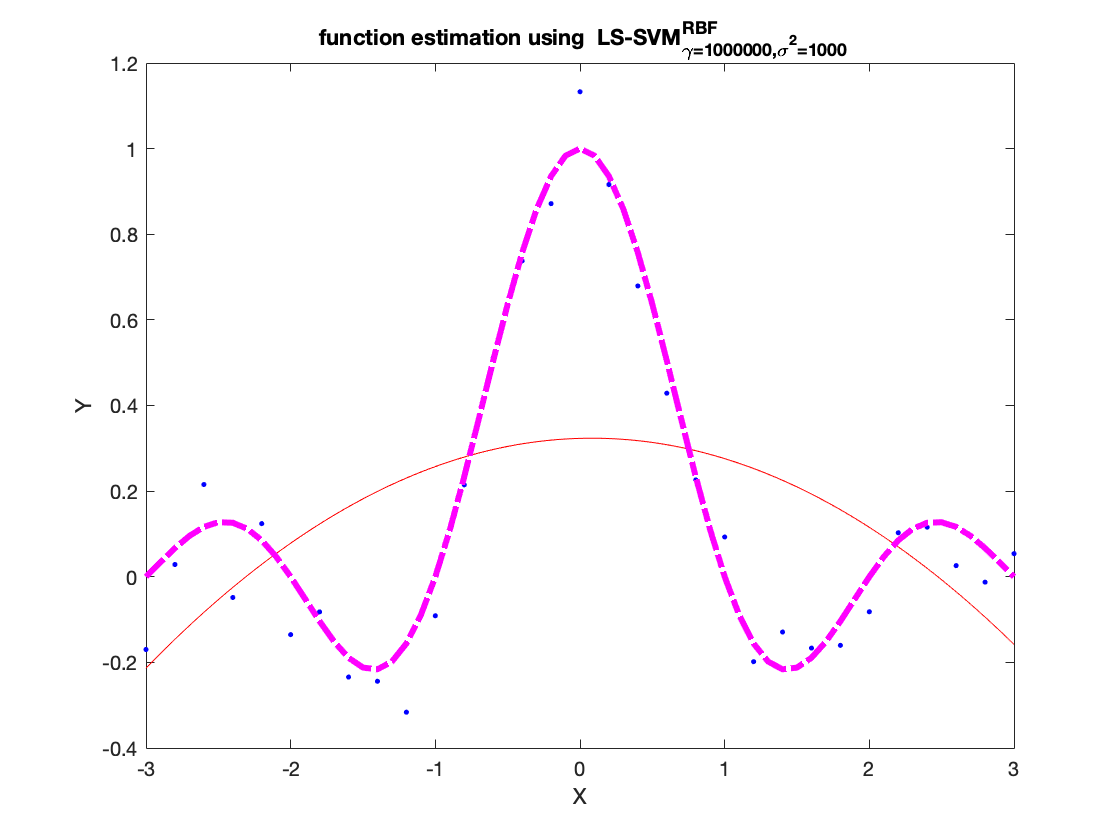 function estimation using LS-SVM^{RBF}_{γ=1000000,σ^2=1000}
1.2
1
0.8
0.6
0.4
0.2
0
-0.2
-0.4
Y
-3 -2 -1 0 1 2 3
X